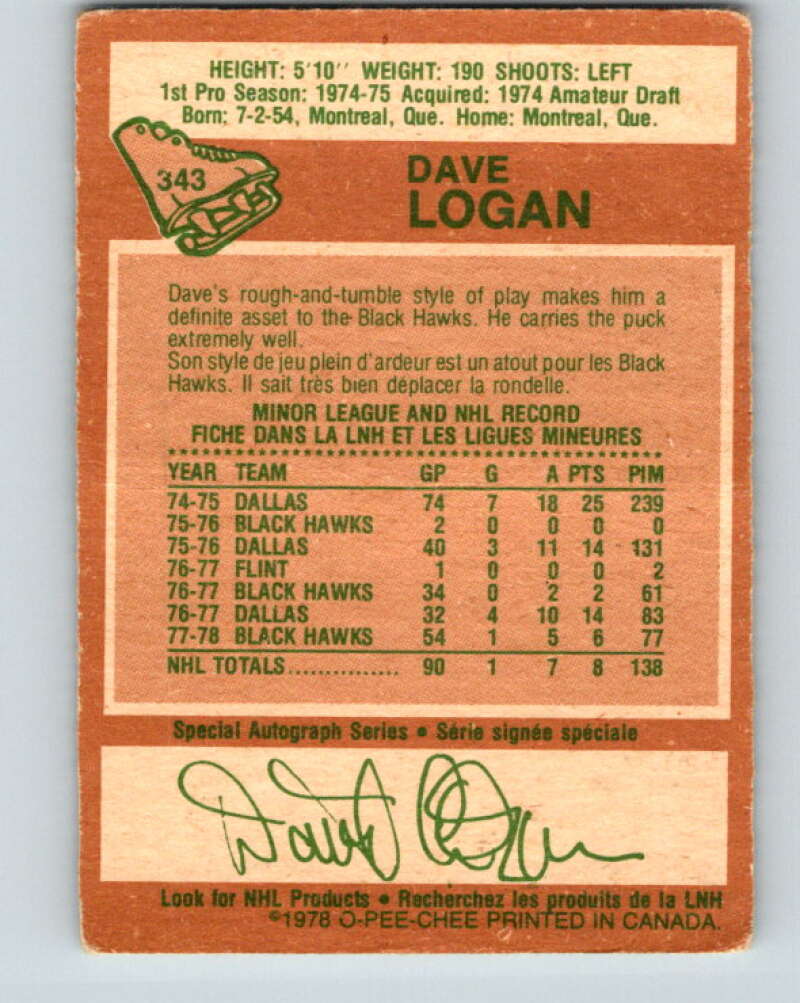 HEIGHT: 5'10'' WEIGHT: 190 SHOOTS: LEFT
1st Pro Season: 1974-75 Acquired: 1974 Amateur Draft
Born: 7-2-54, Montreal, Que. Home: Montreal, Que.
343
DAVE
LOGAN
Dave's rough-and-tumble style of play makes him a
definite asset to the Black Hawks. He carries the puck
extremely well.
Son style de jeu plein d'ardeur est un atout pour les Black
Hawks. Il sait très bien déplacer la rondelle.
MINOR LEAGUE AND NHL RECORD
FICHE DANS LA LNH ET LES LIGUES MINEURES
YEAR TEAM GP G A PTS PIM
74-75 DALLAS 74 7 18 25 239
75-76 BLACK HAWKS 2 0 0 0 0
75-76 DALLAS 40 3 11 14 131
76-77 FLINT 1 0 0 0 2
76-77 BLACK HAWKS 34 0 2 2 61
76-77 DALLAS 32 4 10 14 83
77-78 BLACK HAWKS 54 1 5 6 77
NHL TOTALS............... 90 1 7 8 138
Special Autograph Series • Série signée spéciale
David Logan
Look for NHL Products • Recherchez les produits de la LNH
©1978 O-PEE-CHEE PRINTED IN CANADA.